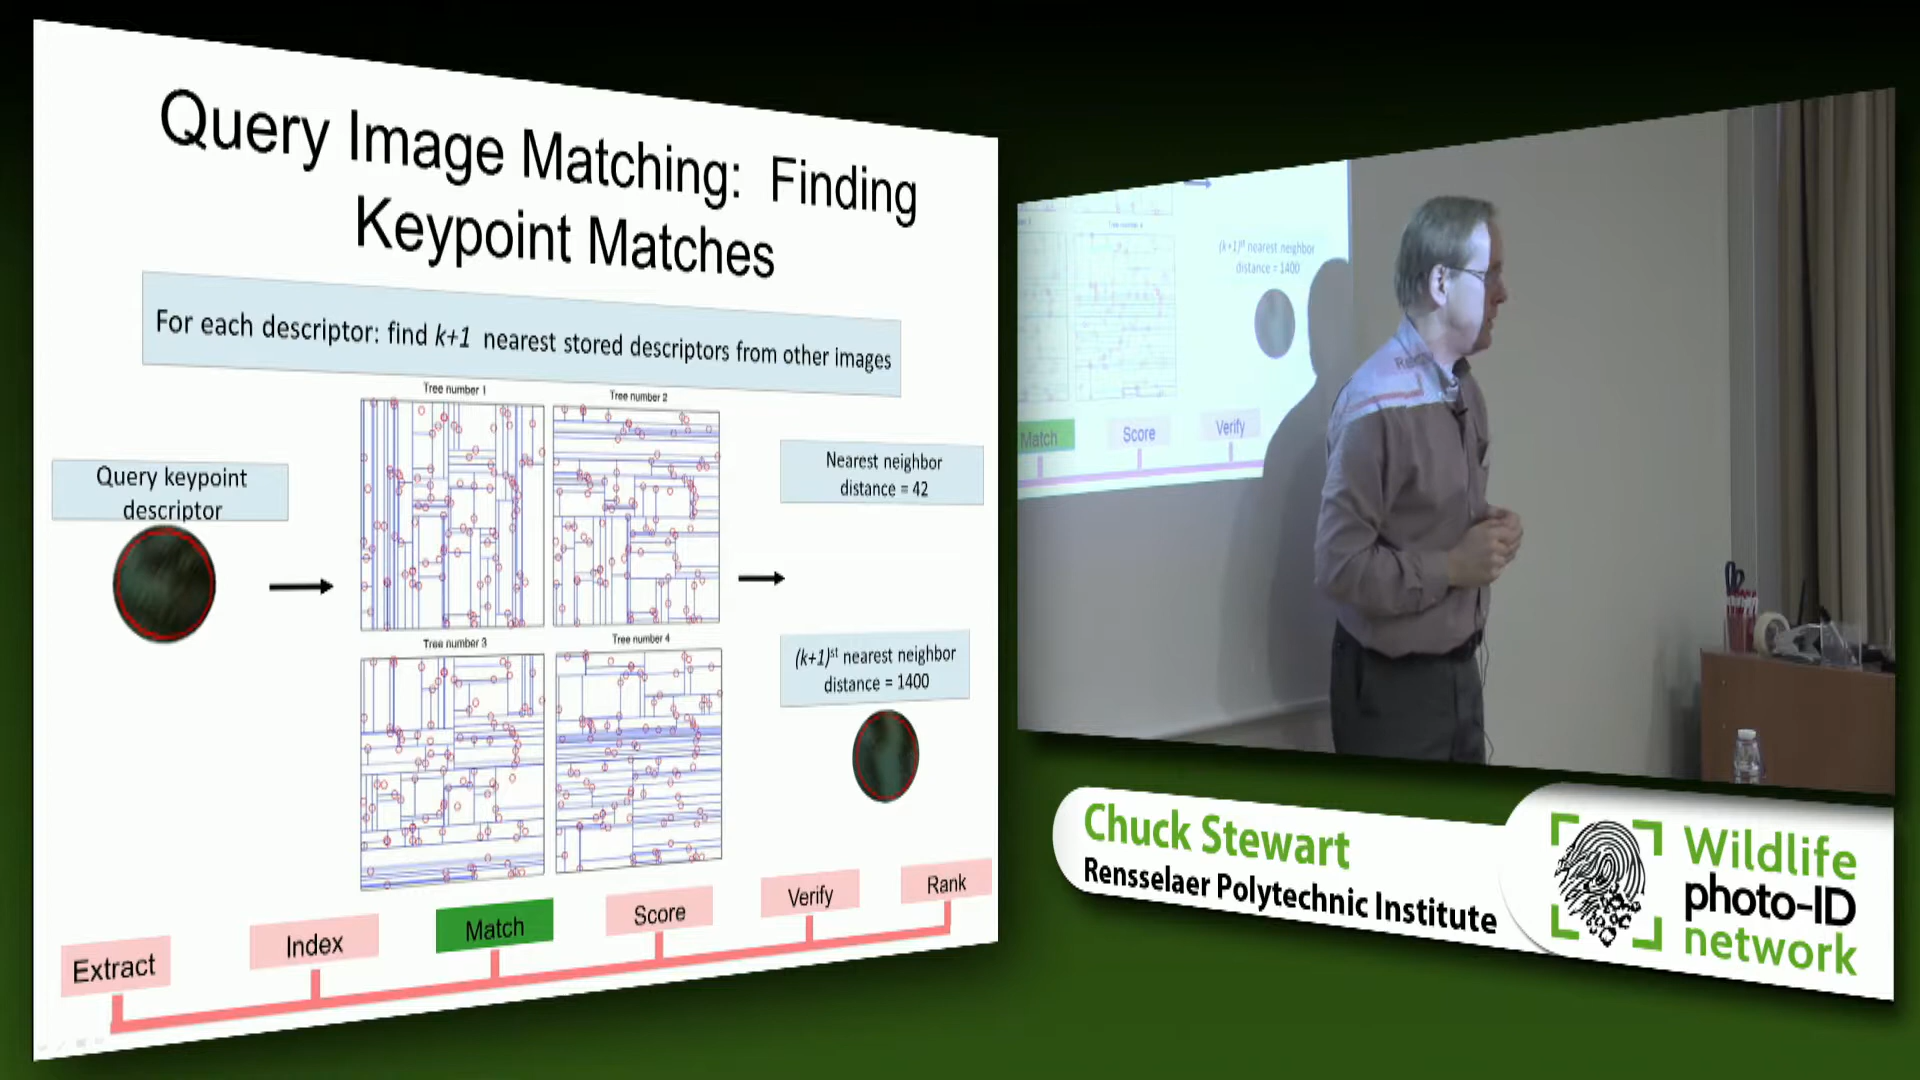 Query Image Matching: Finding
Keypoint Matches
For each descriptor: find k+1 nearest stored descriptors from other images
Tree number 1
Tree number 2
Query keypoint
descriptor
Nearest neighbor
distance = 42
Tree number 3
Tree number 4
(k+1)st nearest neighbor
distance = 1400
Extract
Index
Match
Score
Verify
Rank
(k+1)st nearest neighbor
distance = 1400
Match
Score
Verify
Chuck Stewart
Rensselaer Polytechnic Institute
Wildlife
photo-ID
network